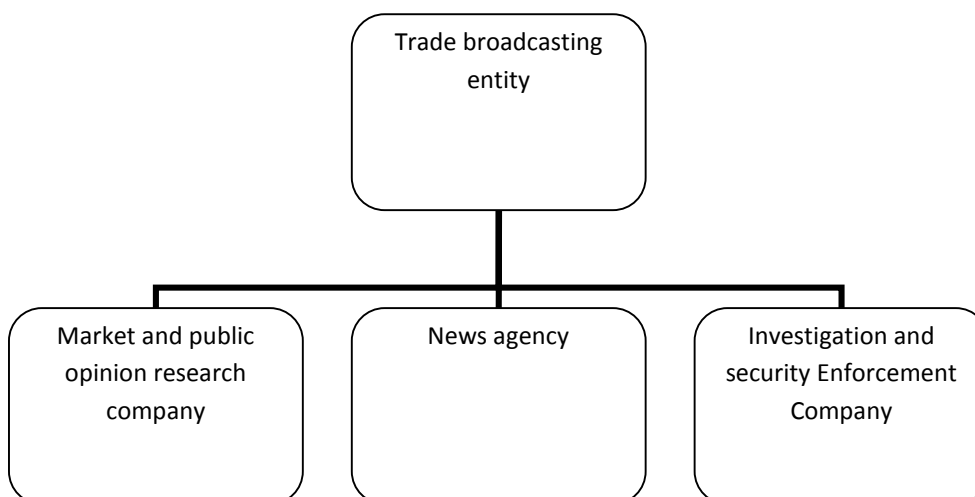 Trade broadcasting
entity
Market and public
opinion research
company
News agency
Investigation and
security Enforcement
Company